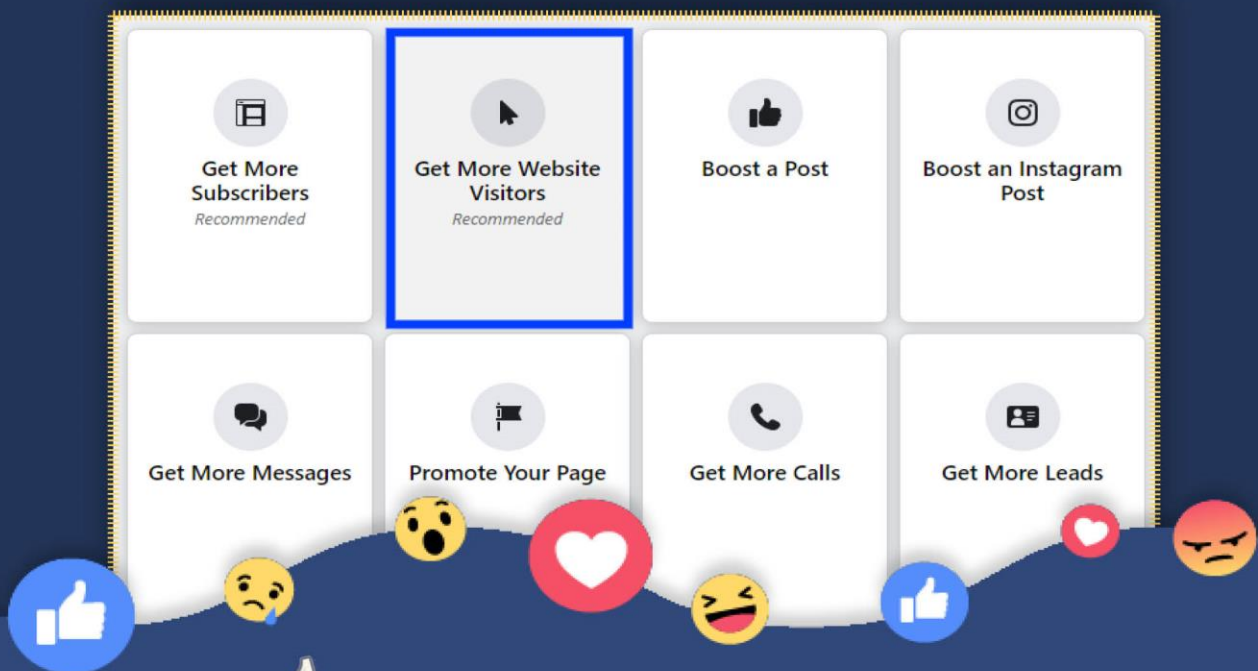 Get More
Subscribers
Recommended
Get More Website
Visitors
Recommended
Boost a Post
Boost an Instagram
Post
Get More Messages
Promote Your Page
Get More Calls
Get More Leads